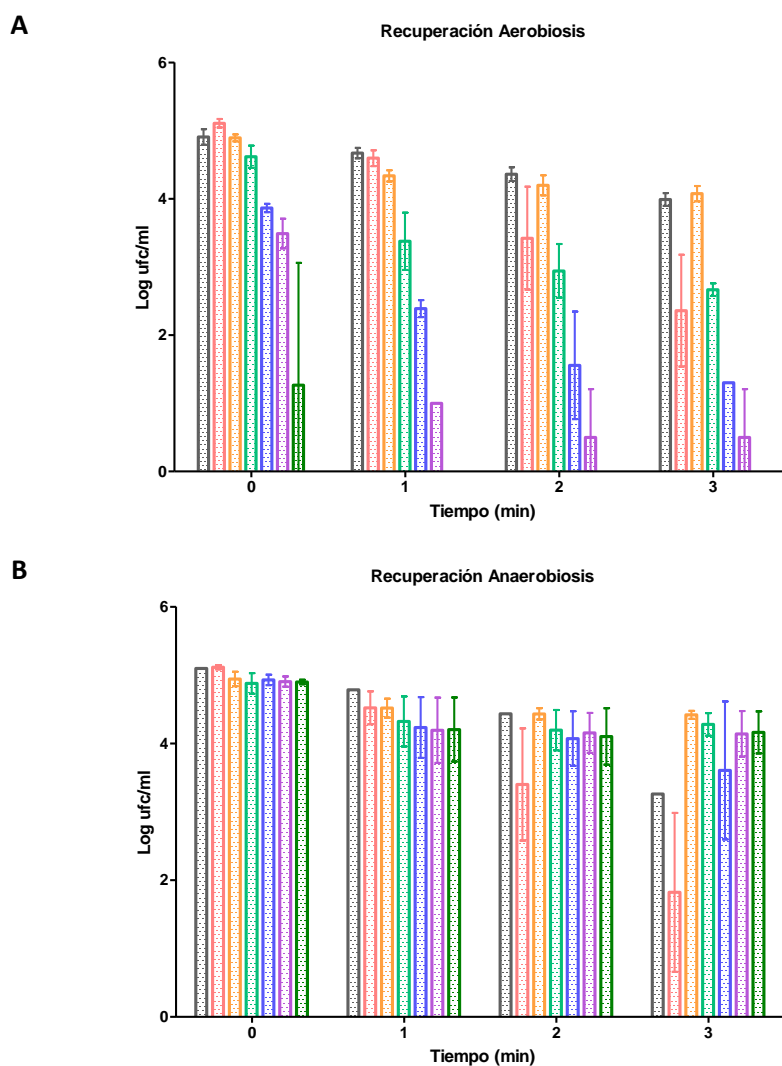 A
Recuperación Aerobiosis
6
4
2
0
Log ufc/ml
0 1 2 3
Tiempo (min)
B
Recuperación Anaerobiosis
6
4
2
0
Log ufc/ml
0 1 2 3
Tiempo (min)